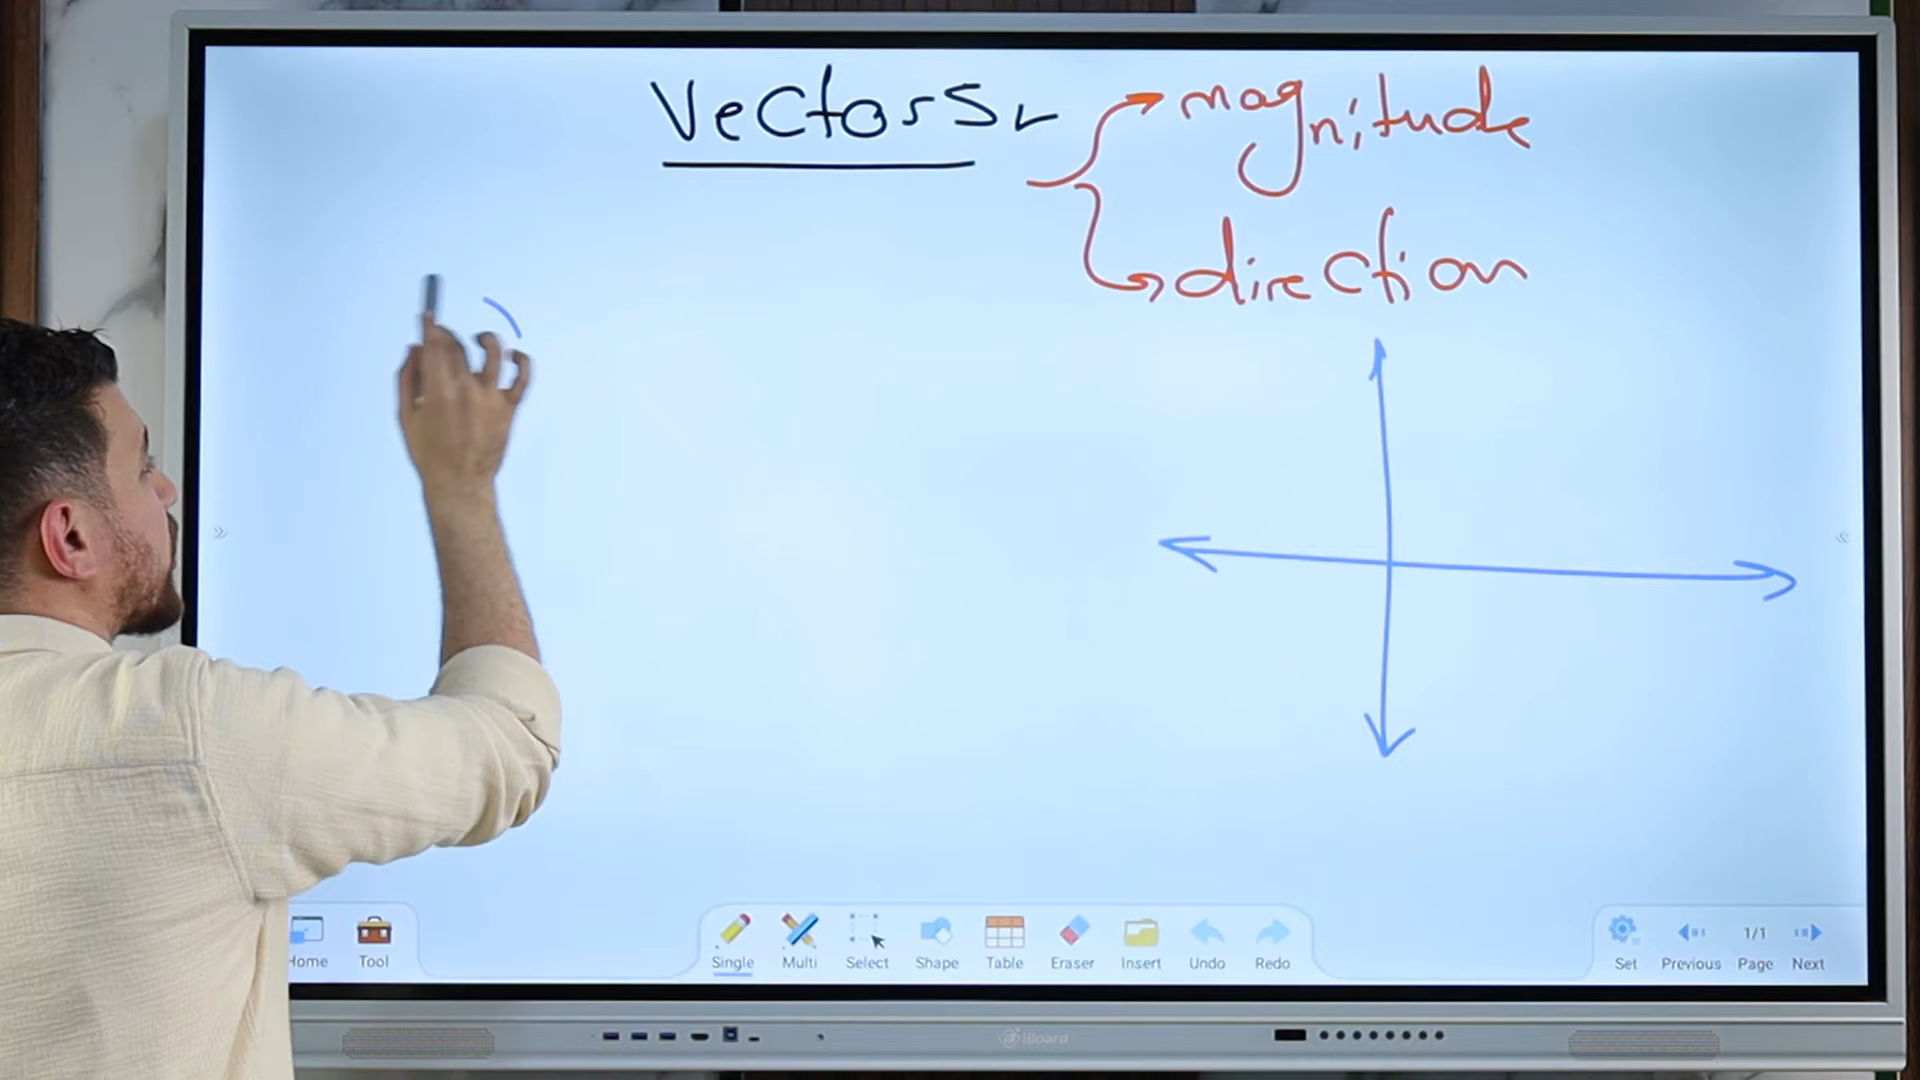 Vectors
magnitude
direction
Home Tool Single Multi Select Shape Table Eraser Insert Undo Redo Set Previous 1/1 Page Next
iBoard